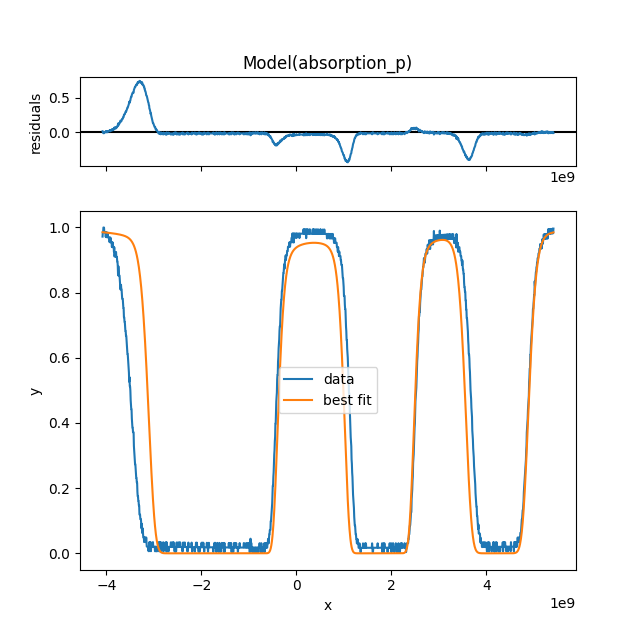 Model(absorption_p)
residuals
0.5
0.0
1e9
y
1.0
0.8
0.6
0.4
0.2
0.0
data
best fit
−4 −2 0 2 4
x
1e9